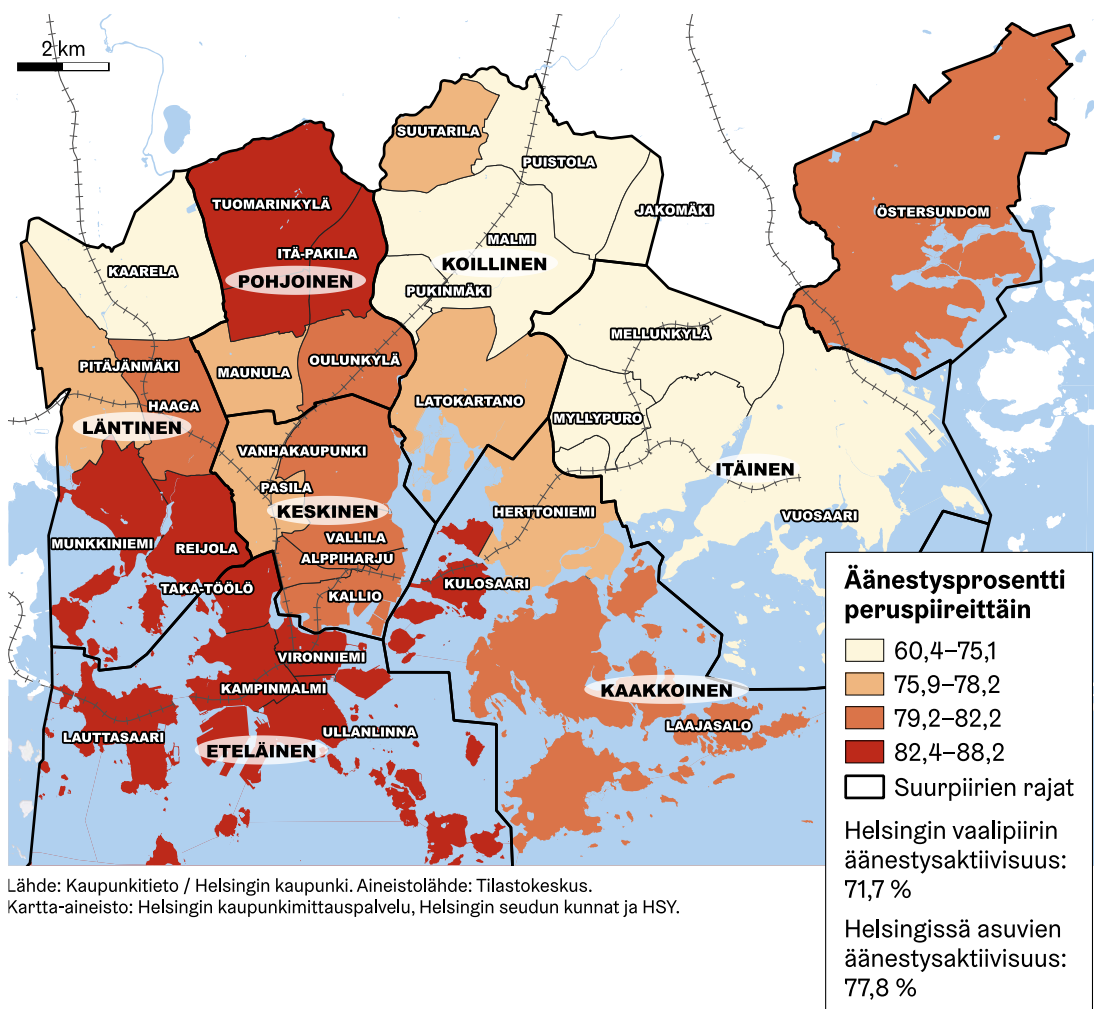 2 km
SUUTARILA
PUISTOLA
TUOMARINKYLÄ
JAKOMÄKI
ÖSTERSUNDOM
MALMI
ITÄ-PAKILA
KAARELA
KOILLINEN
POHJOINEN
PUKINMÄKI
MELLUNKYLÄ
OULUNKYLÄ
PITÄJÄNMÄKI
MAUNULA
LATOKARTANO
HAAGA
MYLLYPURO
LÄNTINEN
VANHAKAUPUNKI
ITÄINEN
PASILA
KESKINEN
HERTTONIEMI
VUOSAARI
VALLILA
MUNKKINIEMI
REIJOLA
ALPPIHARJU
TAKA-TÖÖLÖ
KULOSAARI
KALLIO
VIRONNIEMI
KAMPINMALMI
KAAKKOINEN
LAAJASALO
ULLANLINNA
LAUTTASAARI
ETELÄINEN
Äänestysprosentti
peruspiireittäin
60,4–75,1
75,9–78,2
79,2–82,2
82,4–88,2
Suurpiirien rajat
Helsingin vaalipiirin
äänestysaktiivisuus:
71,7 %
Helsingissä asuvien
äänestysaktiivisuus:
77,8 %
Lähde: Kaupunkitieto / Helsingin kaupunki. Aineistolähde: Tilastokeskus.
Kartta-aineisto: Helsingin kaupunkimittauspalvelu, Helsingin seudun kunnat ja HSY.